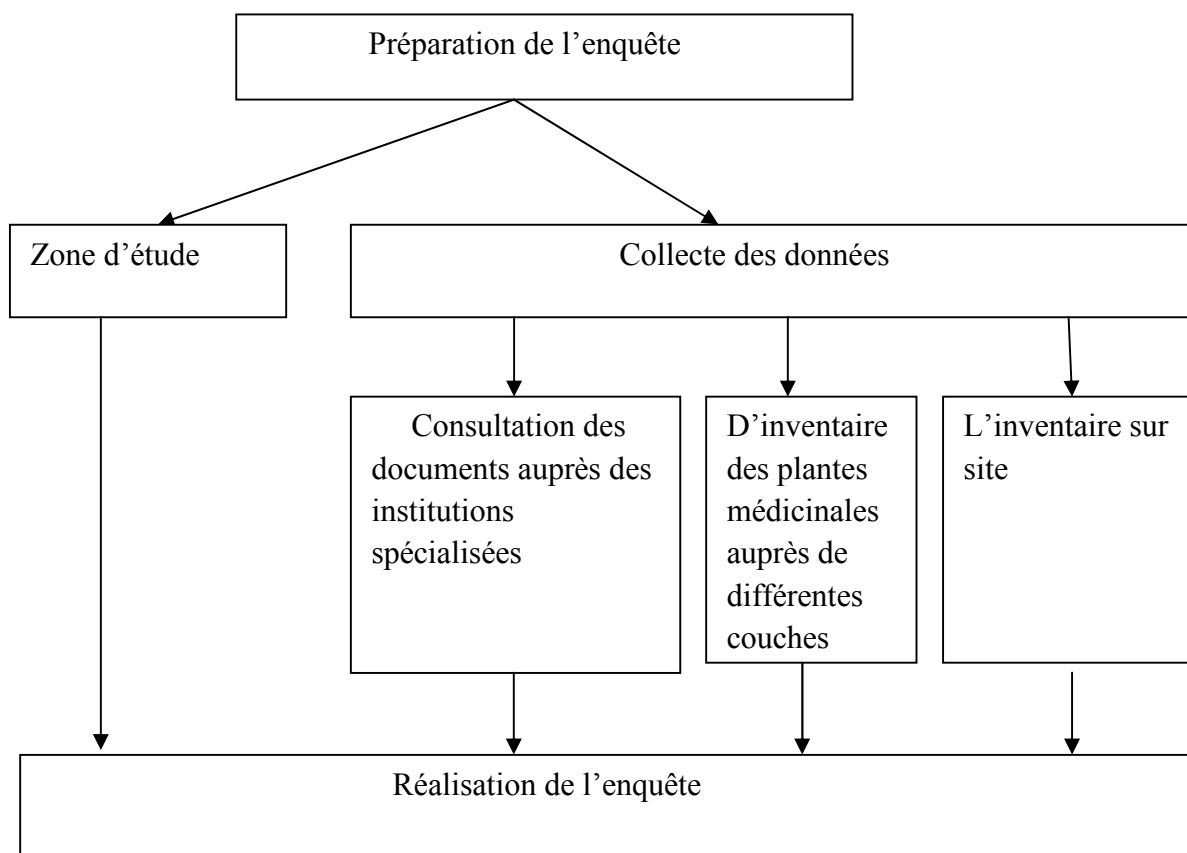 Préparation de l’enquête
Zone d’étude
Collecte des données
Consultation des
documents auprès des
institutions
spécialisées
D’inventaire
des plantes
médicinales
auprès de
différentes
couches
L’inventaire sur
site
Réalisation de l’enquête